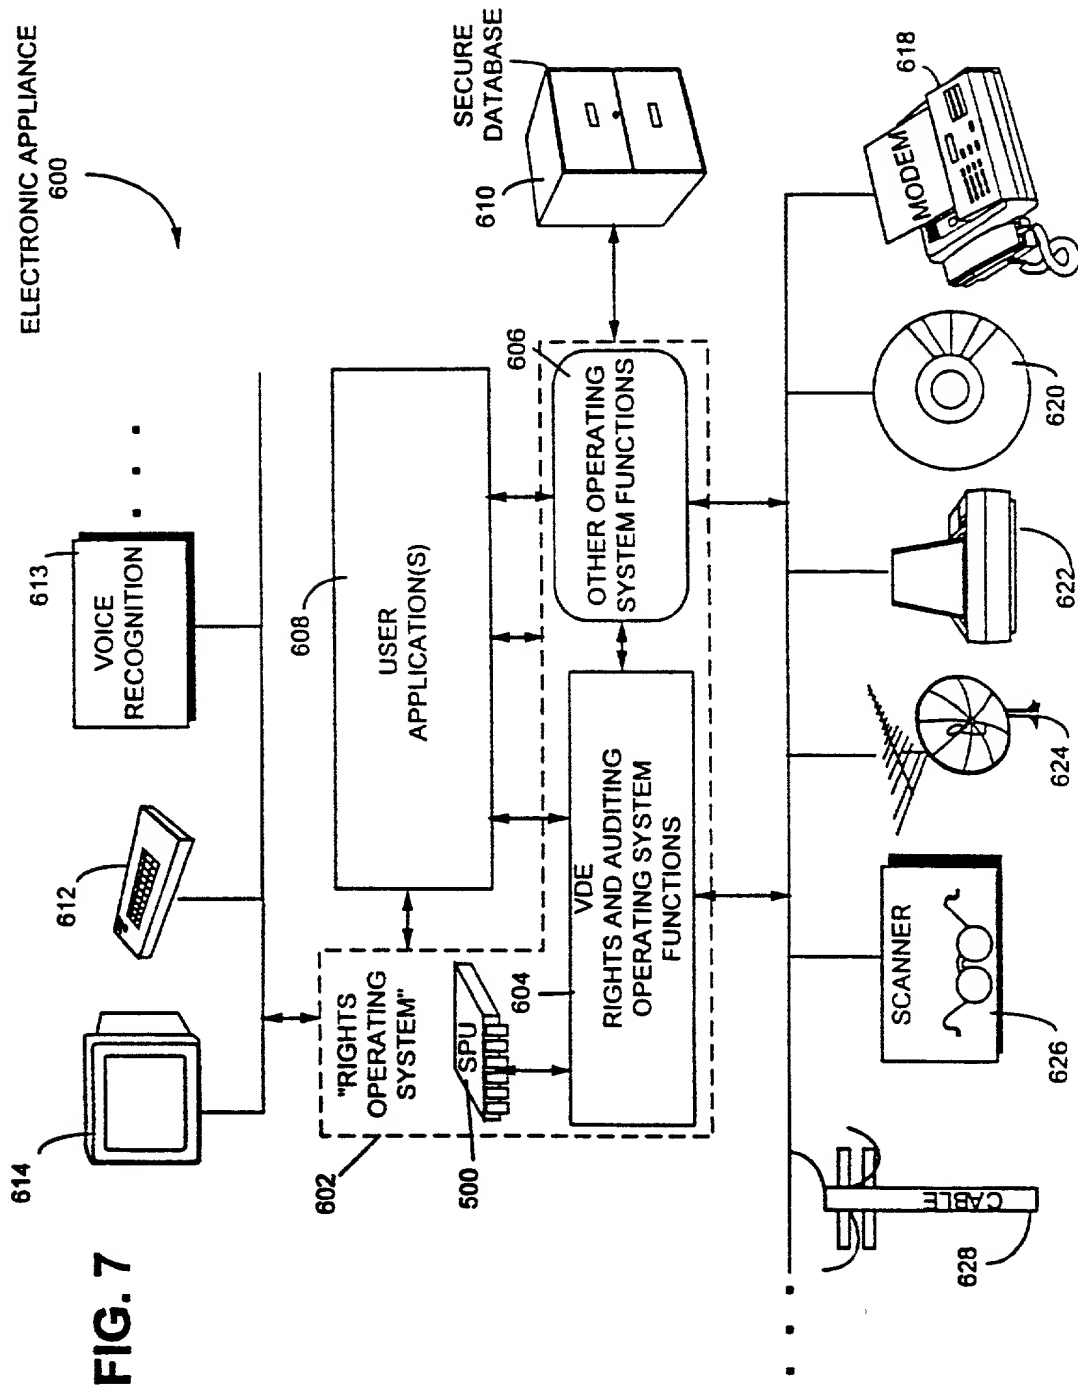 FIG. 7
ELECTRONIC APPLIANCE
600
614
612
613
VOICE
RECOGNITION
602
"RIGHTS
OPERATING
SYSTEM"
608
USER
APPLICATION(S)
SECURE
DATABASE
610
500
SPU
604
606
VDE
RIGHTS AND AUDITING
OPERATING SYSTEM
FUNCTIONS
OTHER OPERATING
SYSTEM FUNCTIONS
628
CABLE
SCANNER
626
624
622
620
MODEM
618